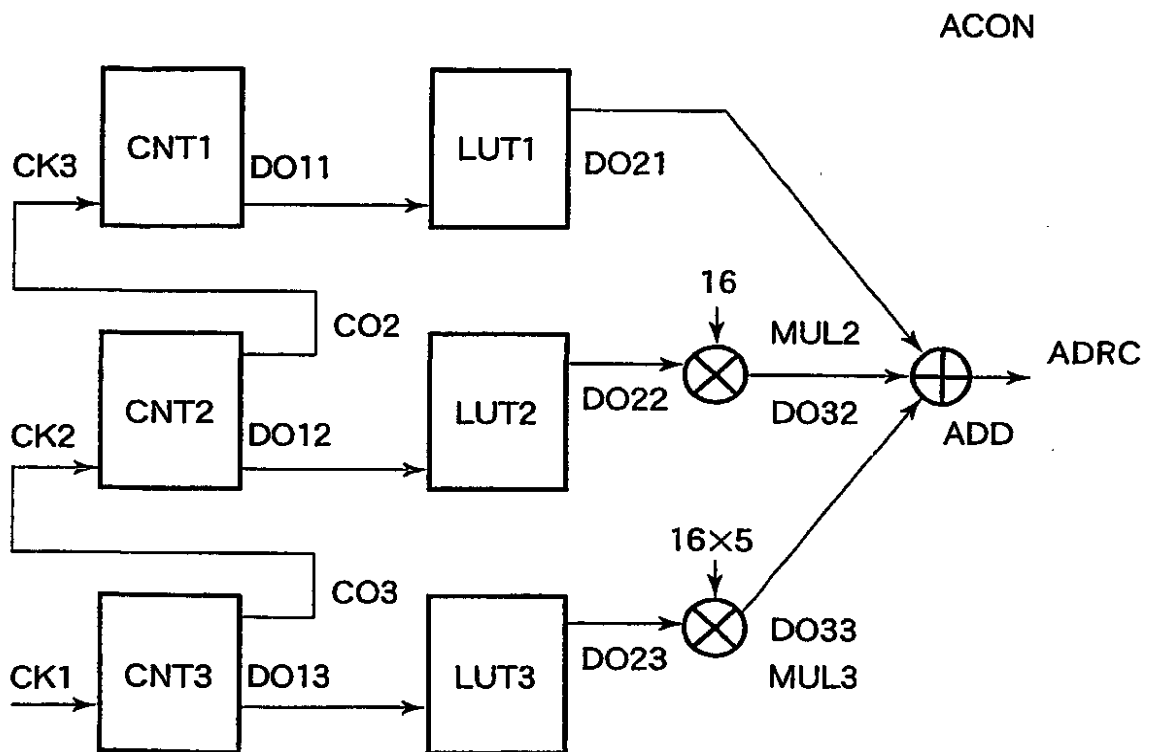 ACON
CNT1
LUT1
CK3
DO11
DO21
16
CO2
MUL2
ADRC
CNT2
LUT2
DO22
DO32
CK2
DO12
ADD
16×5
CO3
DO33
CK1
CNT3
DO13
LUT3
DO23
MUL3